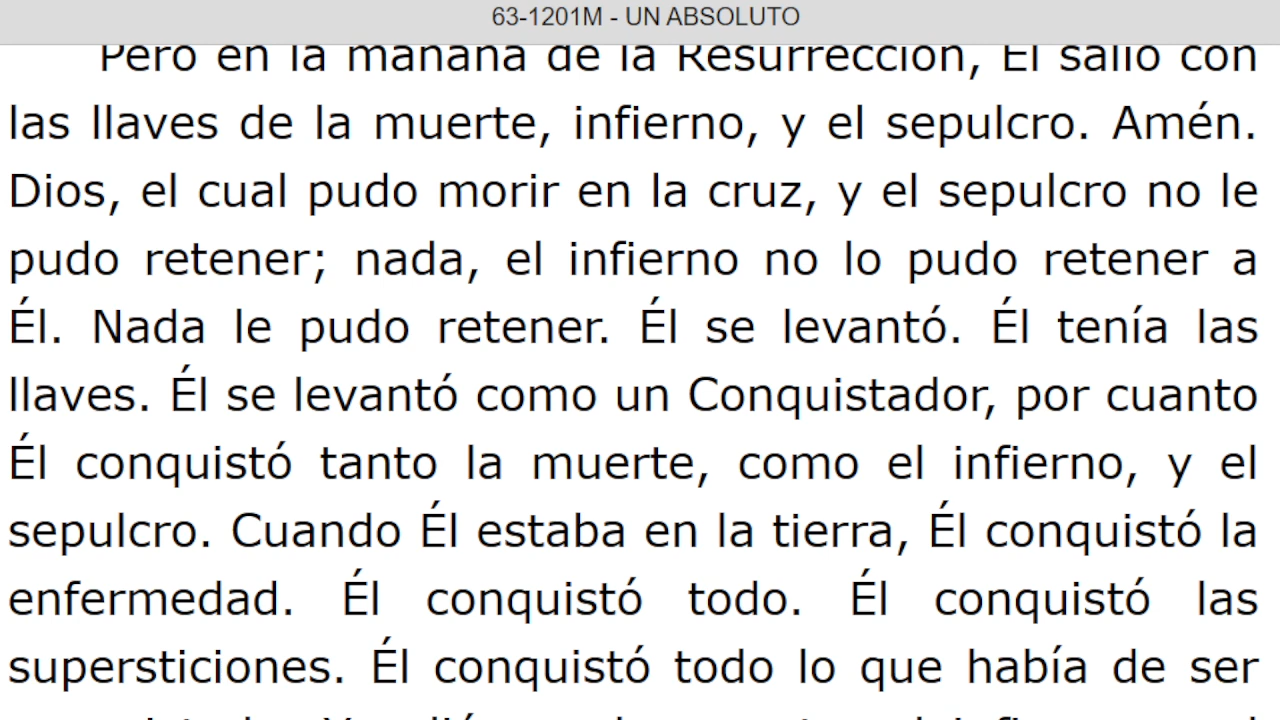 63-1201M - UN ABSOLUTO
Pero en la mañana de la Resurrección, Él salió con
las llaves de la muerte, infierno, y el sepulcro. Amén.
Dios, el cual pudo morir en la cruz, y el sepulcro no le
pudo retener; nada, el infierno no lo pudo retener a
Él. Nada le pudo retener. Él se levantó. Él tenía las
llaves. Él se levantó como un Conquistador, por cuanto
Él conquistó tanto la muerte, como el infierno, y el
sepulcro. Cuando Él estaba en la tierra, Él conquistó la
enfermedad. Él conquistó todo. Él conquistó las
supersticiones. Él conquistó todo lo que había de ser